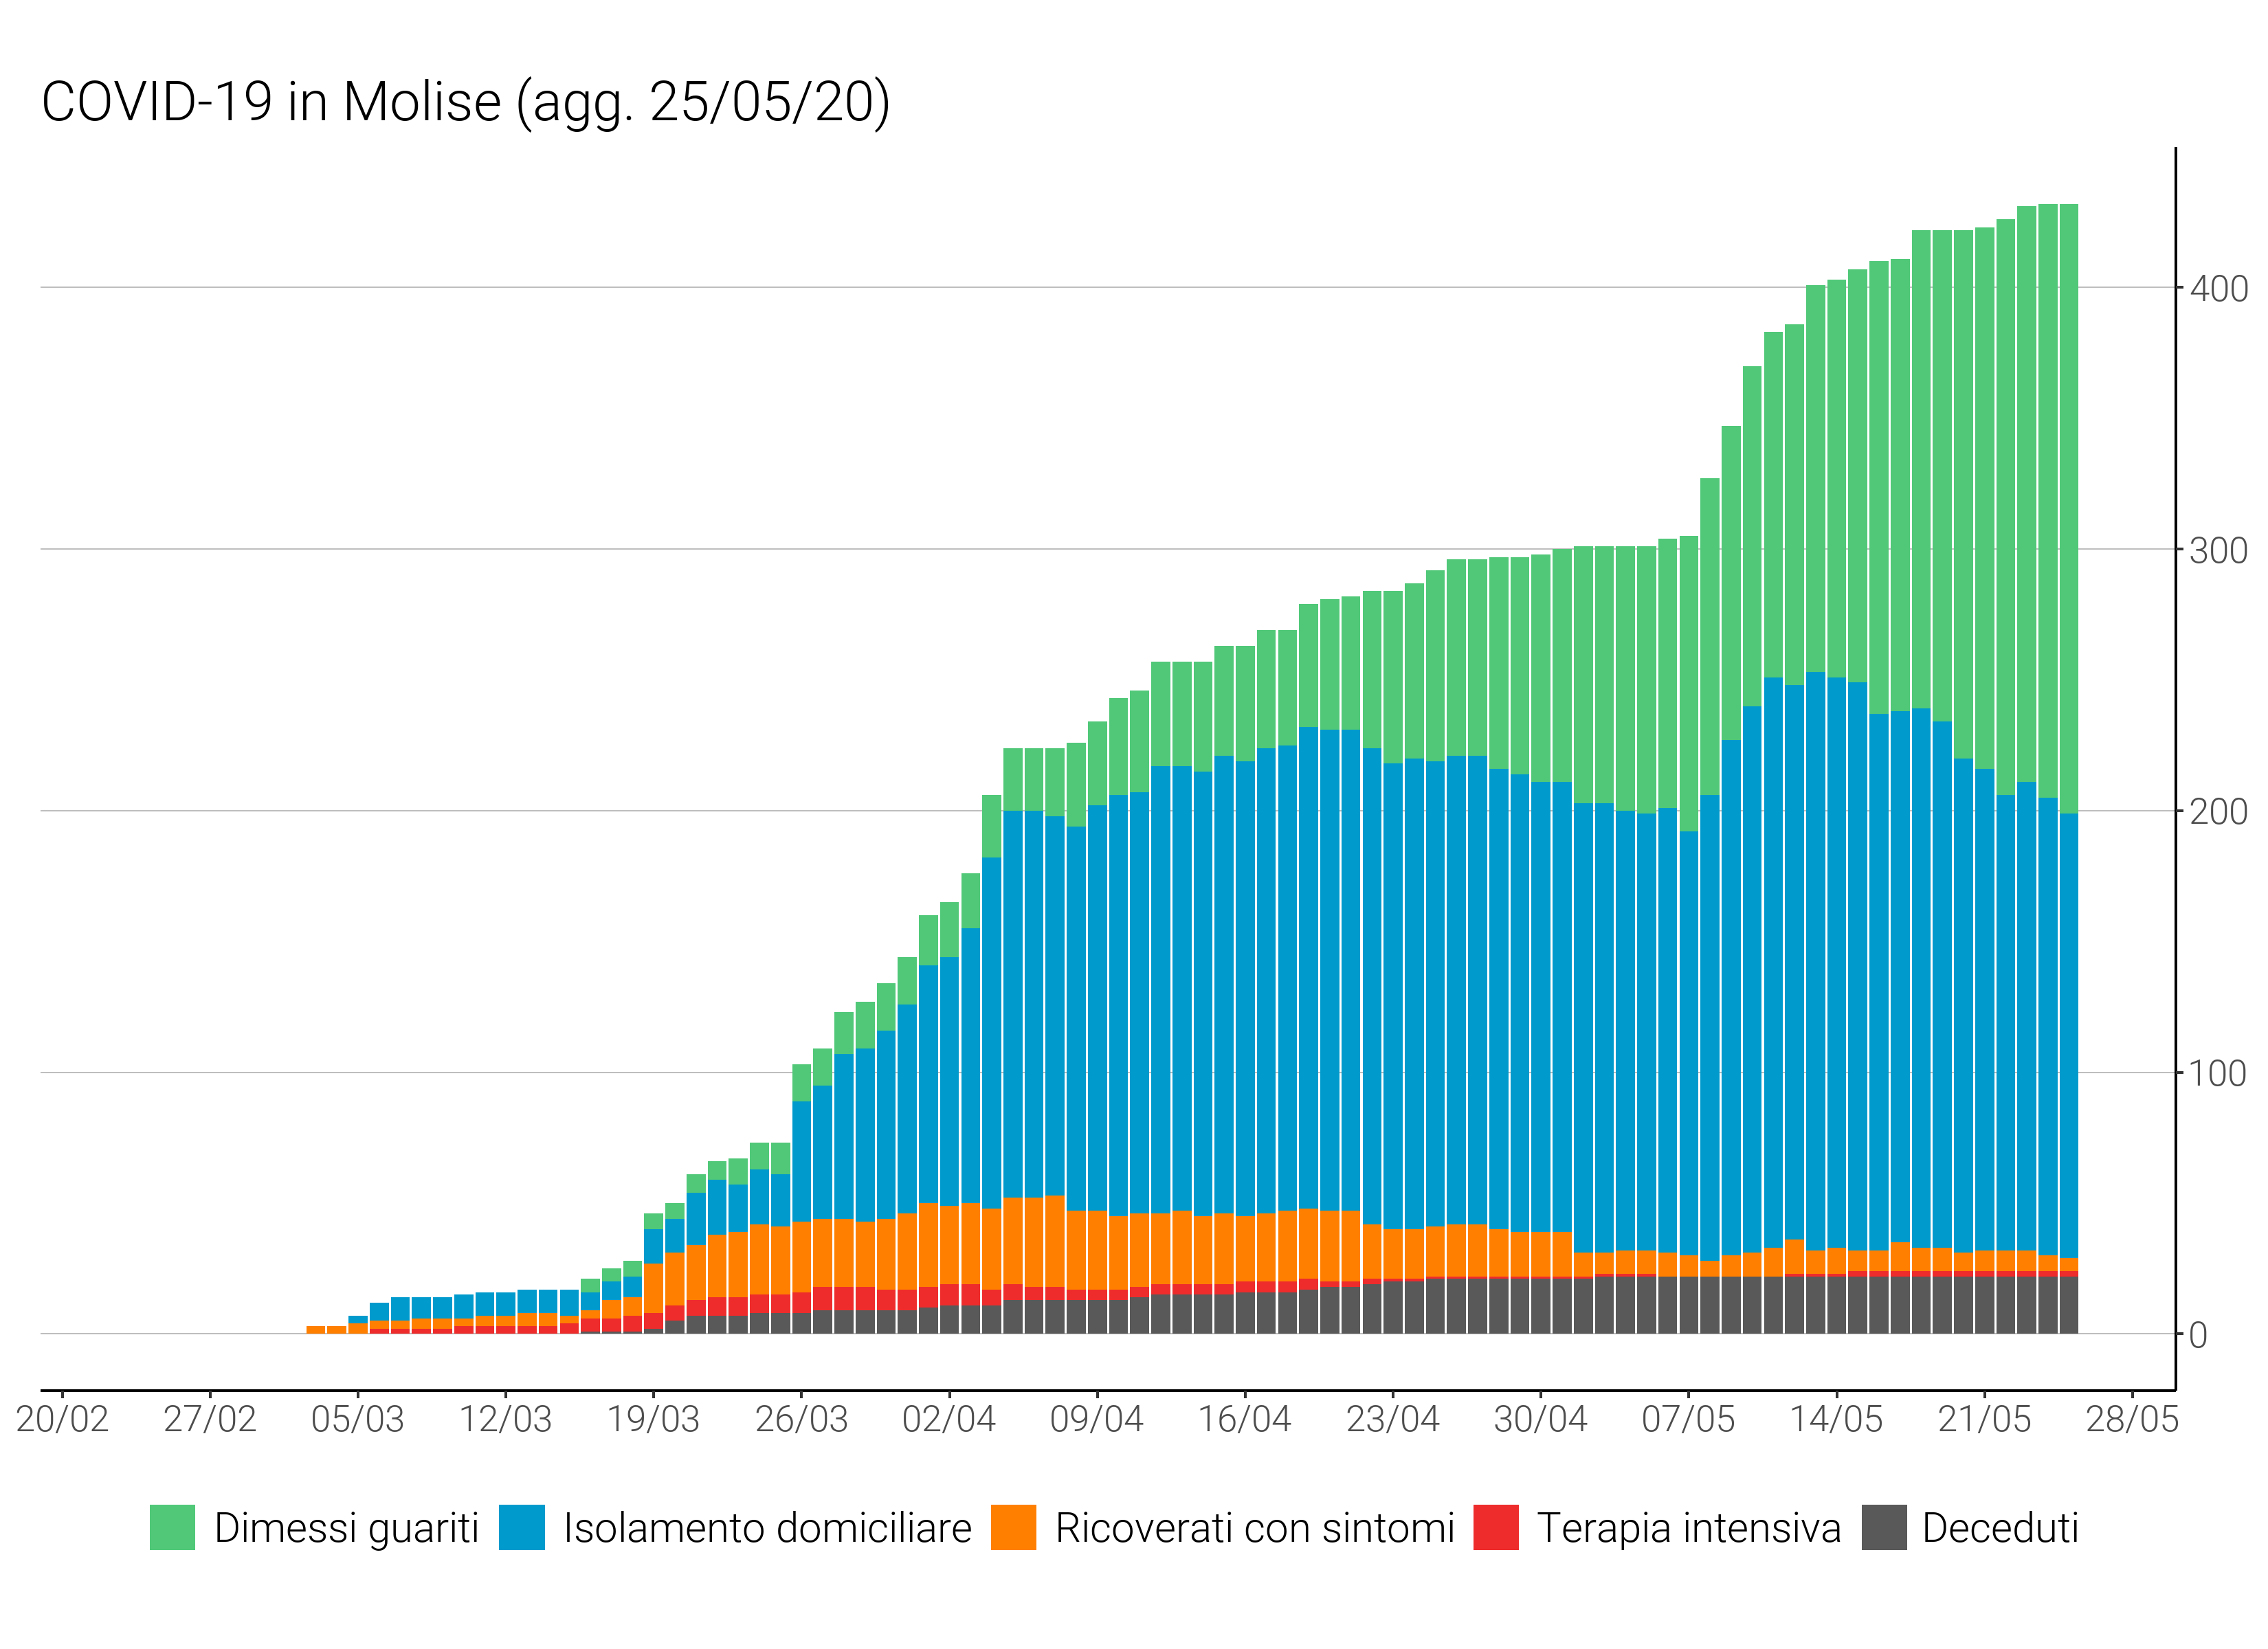 COVID-19 in Molise (agg. 25/05/20)
400
300
200
100
0
20/02 27/02 05/03 12/03 19/03 26/03 02/04 09/04 16/04 23/04 30/04 07/05 14/05 21/05 28/05
Dimessi guariti Isolamento domiciliare Ricoverati con sintomi Terapia intensiva Deceduti